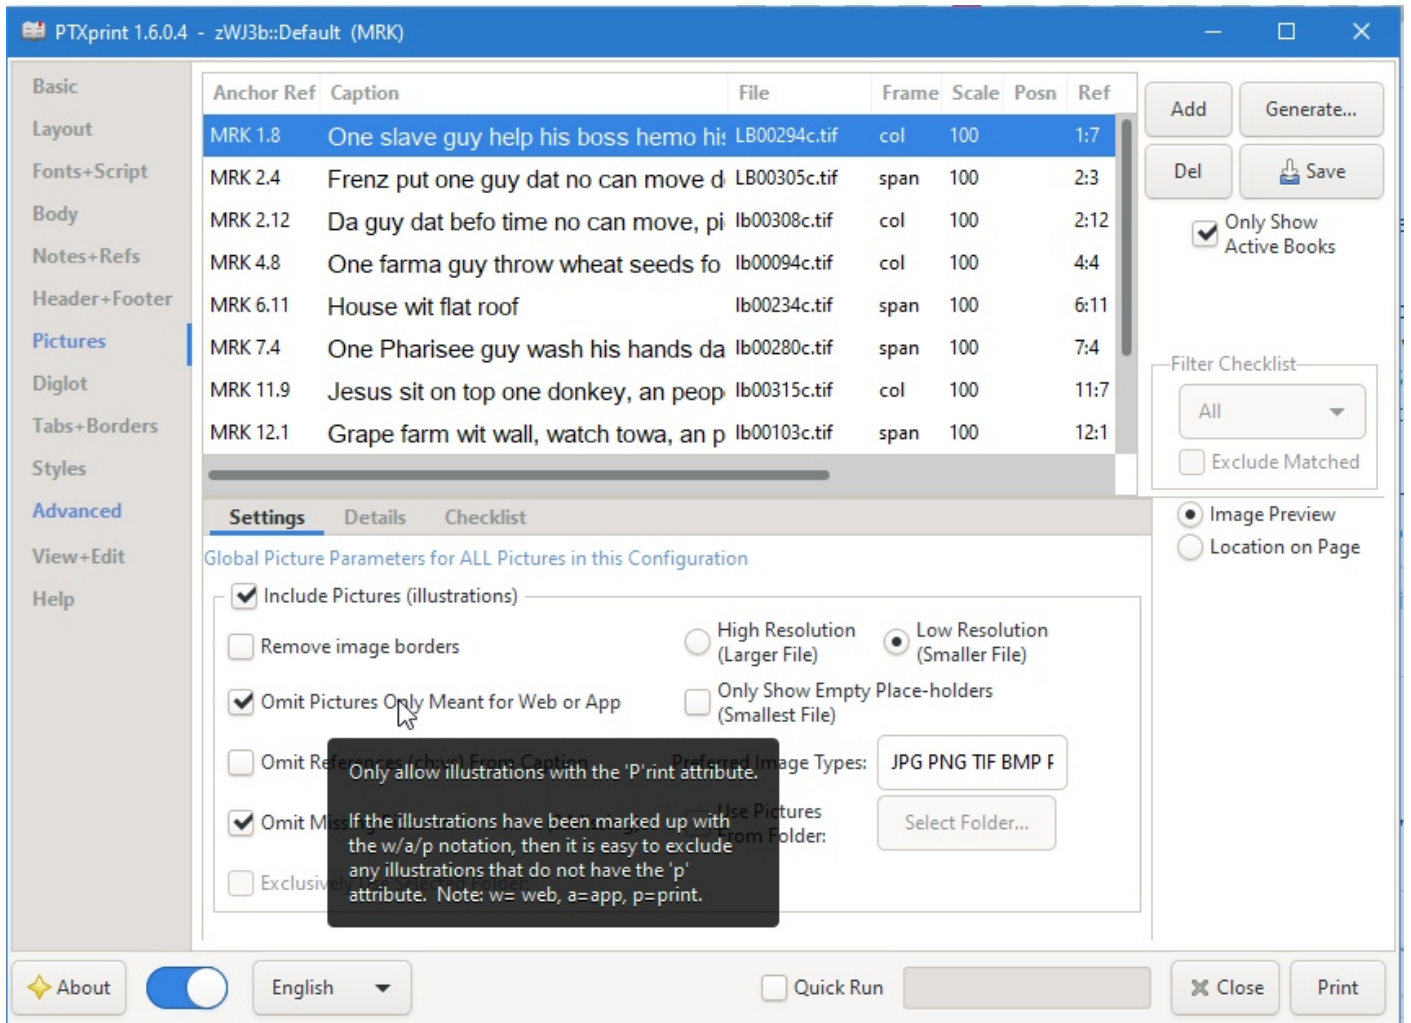 PTXprint 1.6.0.4 - zWJ3b::Default (MRK)
Basic
Layout
Fonts+Script
Body
Notes+Refs
Header+Footer
Pictures
Diglot
Tabs+Borders
Styles
Advanced
View+Edit
Help
Anchor Ref Caption File Frame Scale Posn Ref
MRK 1.8 One slave guy help his boss hemo his LB00294c.tif col 100 1:7
MRK 2.4 Frenz put one guy dat no can move d LB00305c.tif span 100 2:3
MRK 2.12 Da guy dat befo time no can move, pi lb00308c.tif col 100 2:12
MRK 4.8 One farma guy throw wheat seeds fo lb00094c.tif col 100 4:4
MRK 6.11 House wit flat roof lb00234c.tif span 100 6:11
MRK 7.4 One Pharisee guy wash his hands da lb00280c.tif span 100 7:4
MRK 11.9 Jesus sit on top one donkey, an peop lb00315c.tif col 100 11:7
MRK 12.1 Grape farm wit wall, watch towa, an p lb00103c.tif span 100 12:1
Add Generate...
Del Save
Only Show
Active Books
Filter Checklist
All
Exclude Matched
Image Preview
Location on Page
Settings Details Checklist
Global Picture Parameters for ALL Pictures in this Configuration
Include Pictures (illustrations)
Remove image borders
High Resolution
(Larger File)
Low Resolution
(Smaller File)
Omit Pictures Only Meant for Web or App
Only Show Empty Place-holders
(Smallest File)
Omit References (ch:vs) From Caption
Preferred Image Types: JPG PNG TIF BMP
Omit
Use Pictures
From Folder:
Select Folder...
Exclusively
Only allow illustrations with the 'P'rint attribute.
If the illustrations have been marked up with
the w/a/p notation, then it is easy to exclude
any illustrations that do not have the 'p'
attribute. Note: w= web, a=app, p=print.
About
English
Quick Run
Close
Print